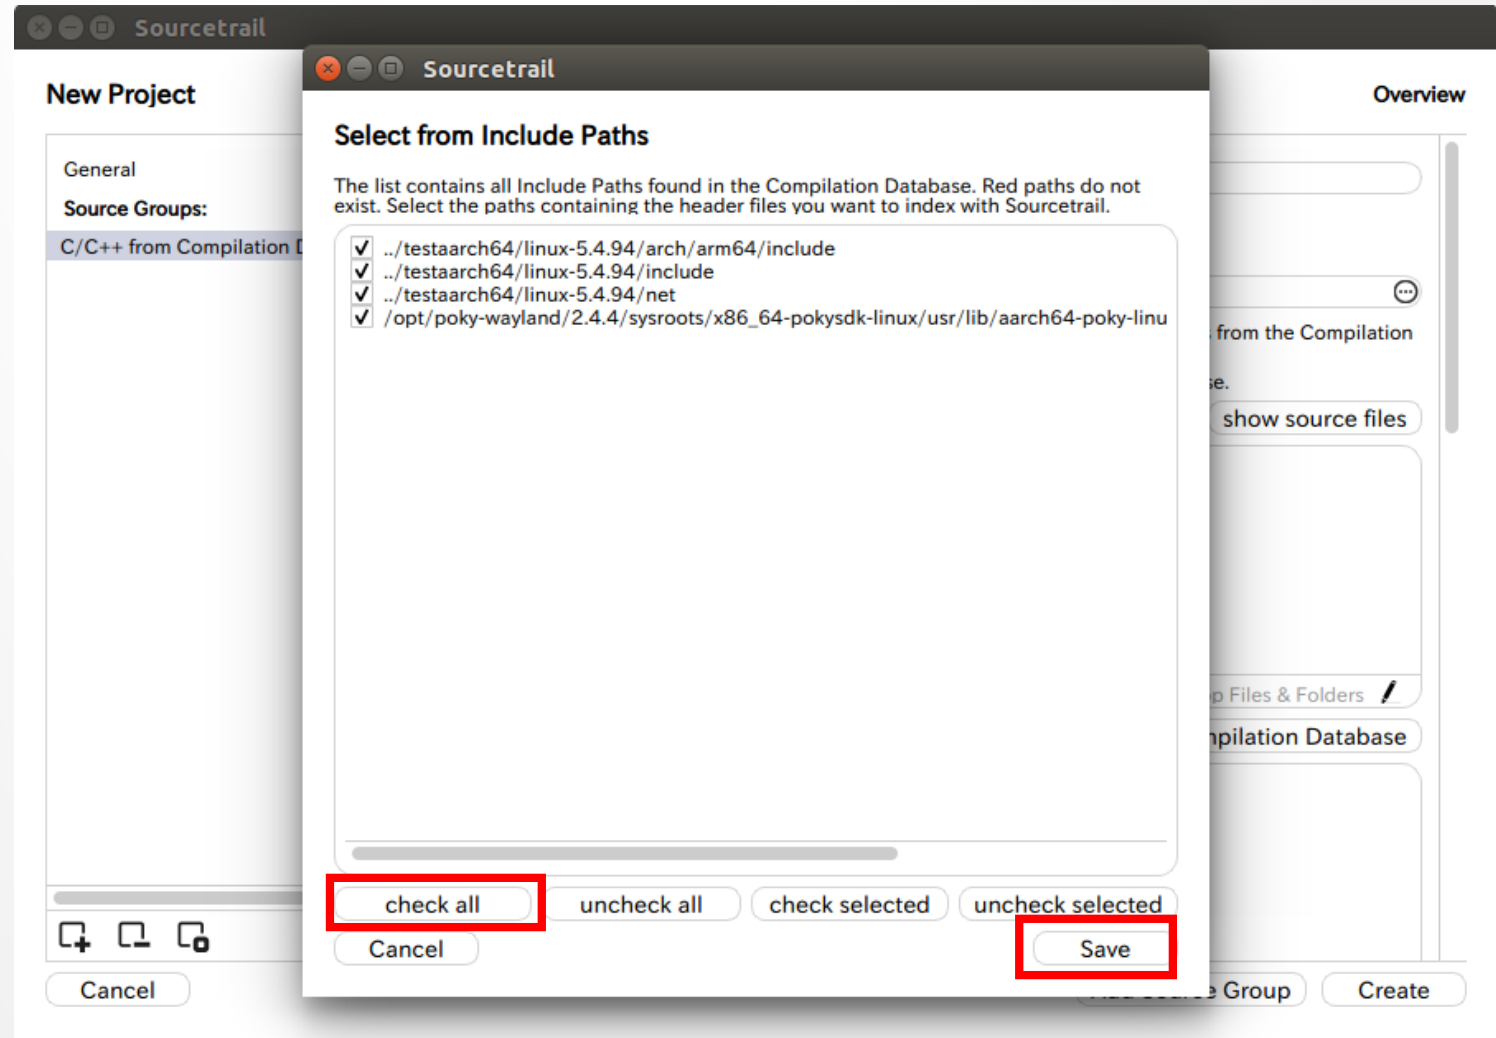 Sourcetrail
New Project
Overview
General
Source Groups:
C/C++ from Compilation
Sourcetrail
Select from Include Paths
The list contains all Include Paths found in the Compilation Database. Red paths do not
exist. Select the paths containing the header files you want to index with Sourcetrail.
../testaarch64/linux-5.4.94/arch/arm64/include
../testaarch64/linux-5.4.94/include
../testaarch64/linux-5.4.94/net
/opt/poky-wayland/2.4.4/sysroots/x86_64-pokysdk-linux/usr/lib/aarch64-poky-linu
check all
uncheck all
check selected
uncheck selected
Cancel
Save
from the Compilation
se.
show source files
Files & Folders
Database
Cancel
Group
Create